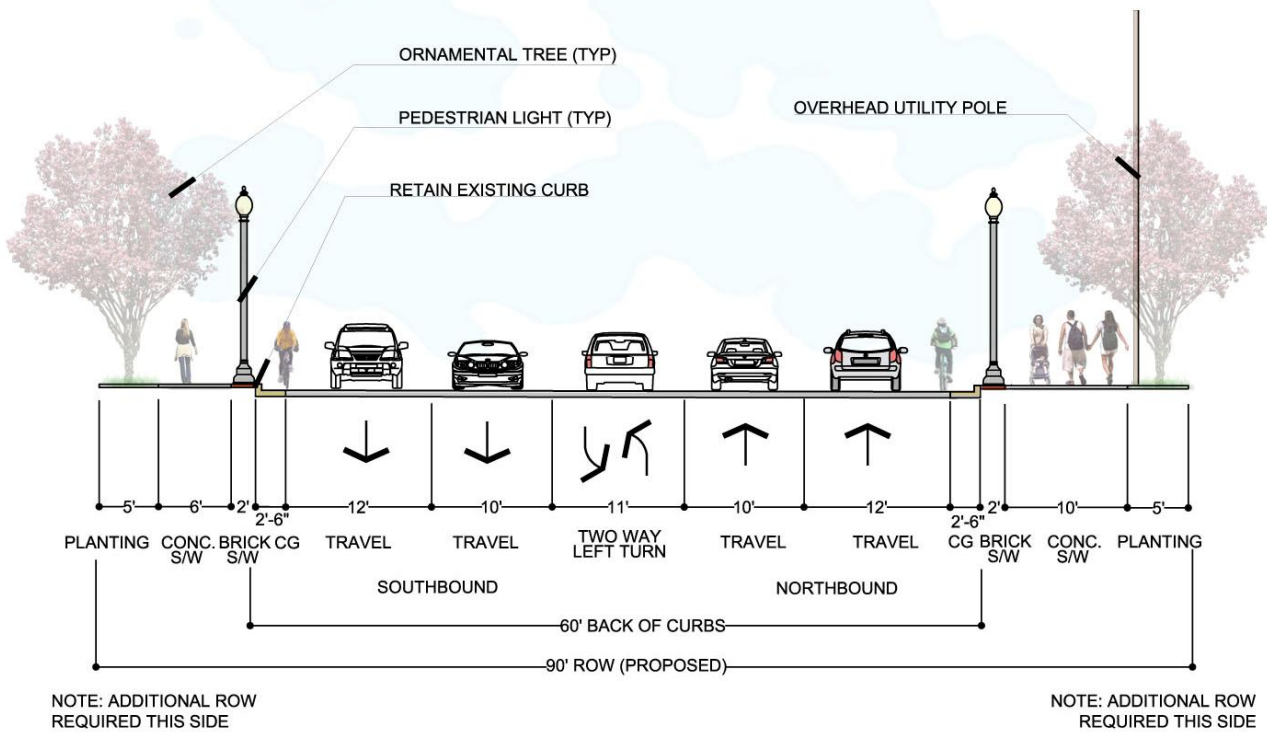 ORNAMENTAL TREE (TYP)
PEDESTRIAN LIGHT (TYP)
OVERHEAD UTILITY POLE
RETAIN EXISTING CURB
5' 6' 2' 2'-6" 12' 10' 11' 10' 12' 2'-6" 2' 10' 5'
PLANTING CONC. BRICK CG TRAVEL TRAVEL TWO WAY TRAVEL TRAVEL CG BRICK CONC. PLANTING
S/W S/W LEFT TURN S/W S/W
SOUTHBOUND NORTHBOUND
60' BACK OF CURBS
90' ROW (PROPOSED)
NOTE: ADDITIONAL ROW
REQUIRED THIS SIDE
NOTE: ADDITIONAL ROW
REQUIRED THIS SIDE